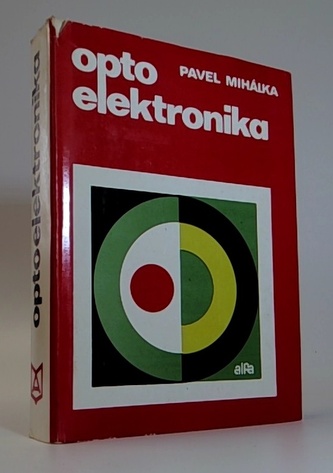 opto
elektronika
PAVEL MIHÁLKA
alfa
optoelektronika